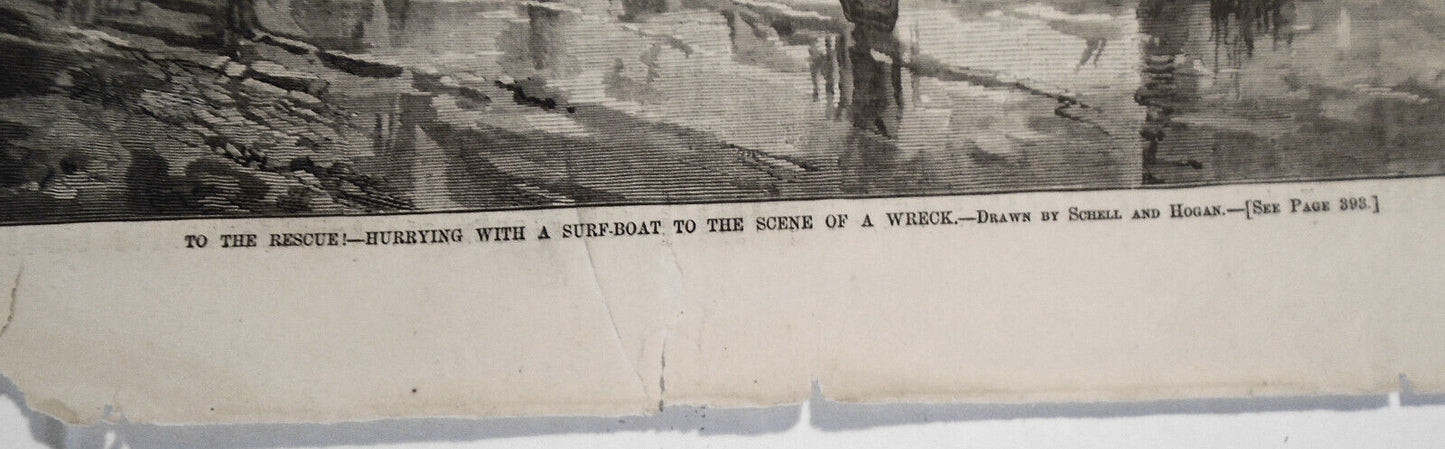 TO THE RESCUE!—HURRYING WITH A SURF-BOAT TO THE SCENE OF A WRECK.—Drawn by Schell and Hogan.—[See Page 393.]